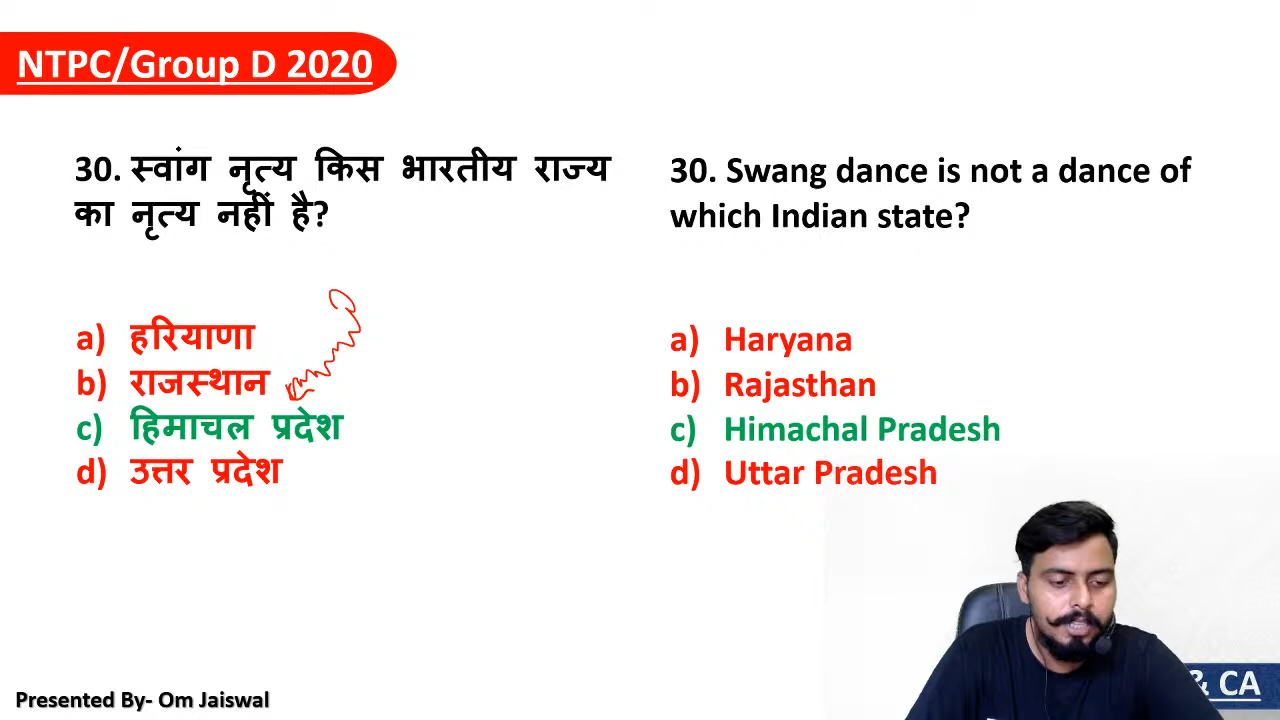 NTPC/Group D 2020
30. स्वांग नृत्य किस भारतीय राज्य
का नृत्य नहीं है?
a) हरियाणा
b) राजस्थान
c) हिमाचल प्रदेश
d) उत्तर प्रदेश
30. Swang dance is not a dance of
which Indian state?
a) Haryana
b) Rajasthan
c) Himachal Pradesh
d) Uttar Pradesh
& CA
Presented By- Om Jaiswal